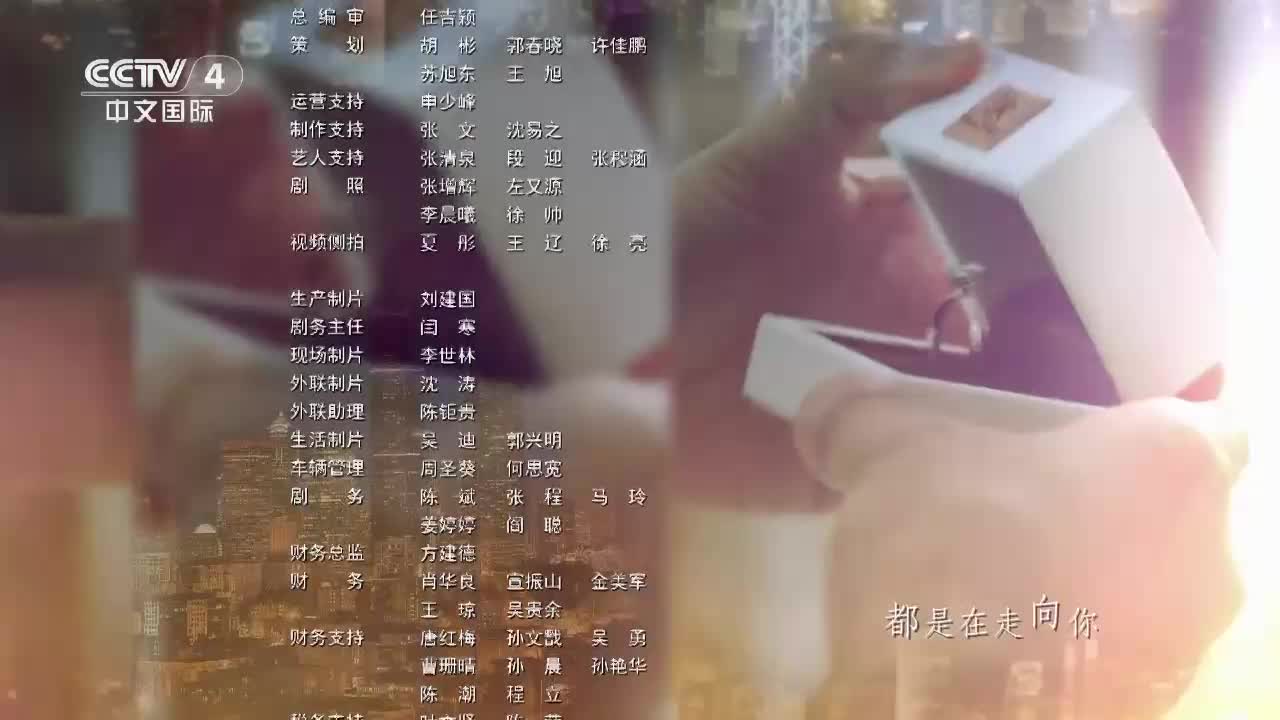 总编审 任吉颖
策划 胡彬 郭春晓 许佳鹏
苏旭东 王旭
CCTV 4
中文国际
运营支持 申少峰
制作支持 张文 沈易之
艺人支持 张清泉 段迎 张稷涵
剧照 张增辉 左又源
李晨曦 徐帅
视频侧拍 夏彤 王辽 徐亮
生产制片 刘建国
剧务主任 闫寒
现场制片 李世林
外联制片 沈涛
外联助理 陈钜贵
生活制片 吴迪 郭兴明
车辆管理 周圣葵 何思宽
剧务 陈斌 张程 马玲
姜婷婷 阎聪
财务总监 方建德
财务 肖华良 宣振山 金美军
王琼 吴贵余
财务支持 唐红梅 孙文戬 吴勇
曹珊晴 孙晨 孙艳华
陈潮 程立
都是在走向你